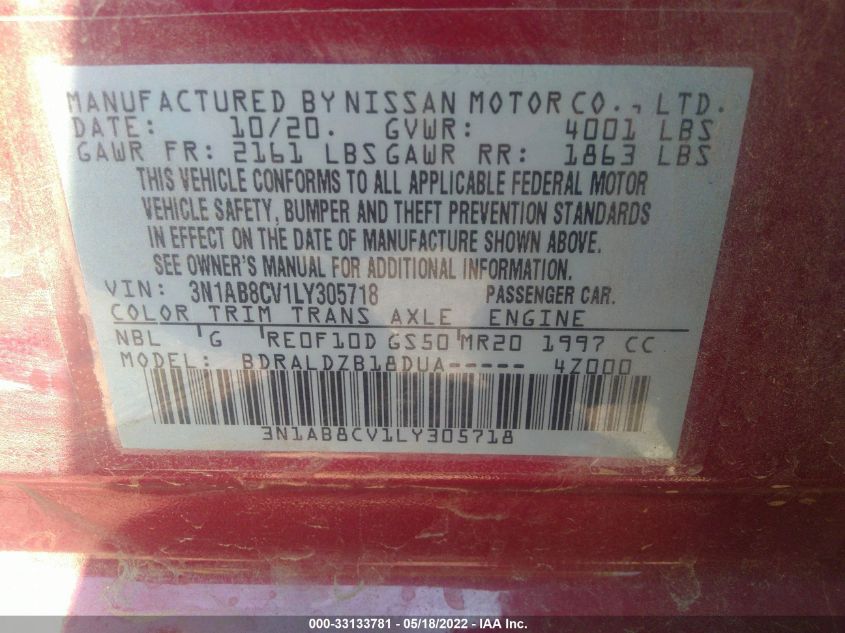 MANUFACTURED BY NISSAN MOTOR CO., LTD.
DATE: 10/20. GVWR: 4001 LBS
GAWR FR: 2161 LBS GAWR RR: 1863 LBS
THIS VEHICLE CONFORMS TO ALL APPLICABLE FEDERAL MOTOR
VEHICLE SAFETY, BUMPER AND THEFT PREVENTION STANDARDS
IN EFFECT ON THE DATE OF MANUFACTURE SHOWN ABOVE.
SEE OWNER'S MANUAL FOR ADDITIONAL INFORMATION.
VIN: 3N1AB8CV1LY305718 PASSENGER CAR.
COLOR TRIM TRANS AXLE ENGINE
NBL G RE0F10D GS50 MR20 1997 CC
MODEL: BDRALDZB18DUA----- 4Z000
3N1AB8CV1LY305718
000-33133781 - 05/18/2022 - IAA Inc.